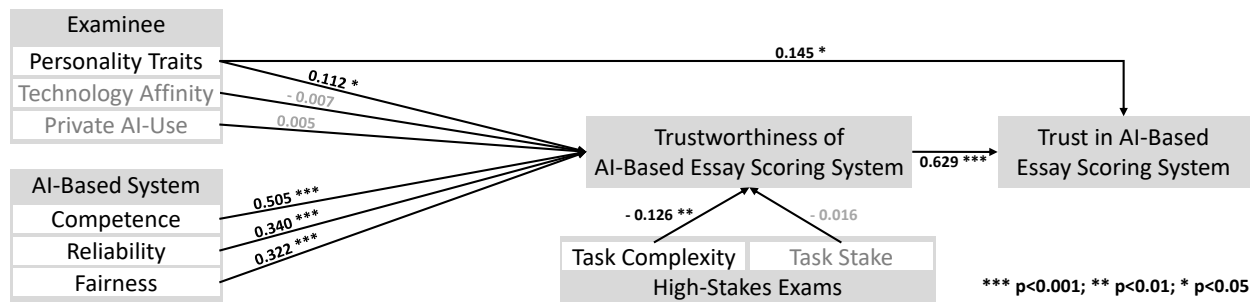 Examinee
Personality Traits
Technology Affinity
Private AI-Use
AI-Based System
Competence
Reliability
Fairness
0.112 *
- 0.007
0.005
0.505 ***
0.340 ***
0.322 ***
0.145 *
Trustworthiness of
AI-Based Essay Scoring System
0.629 ***
Trust in AI-Based
Essay Scoring System
- 0.126 **
- 0.016
Task Complexity
Task Stake
High-Stakes Exams
*** p<0.001; ** p<0.01; * p<0.05